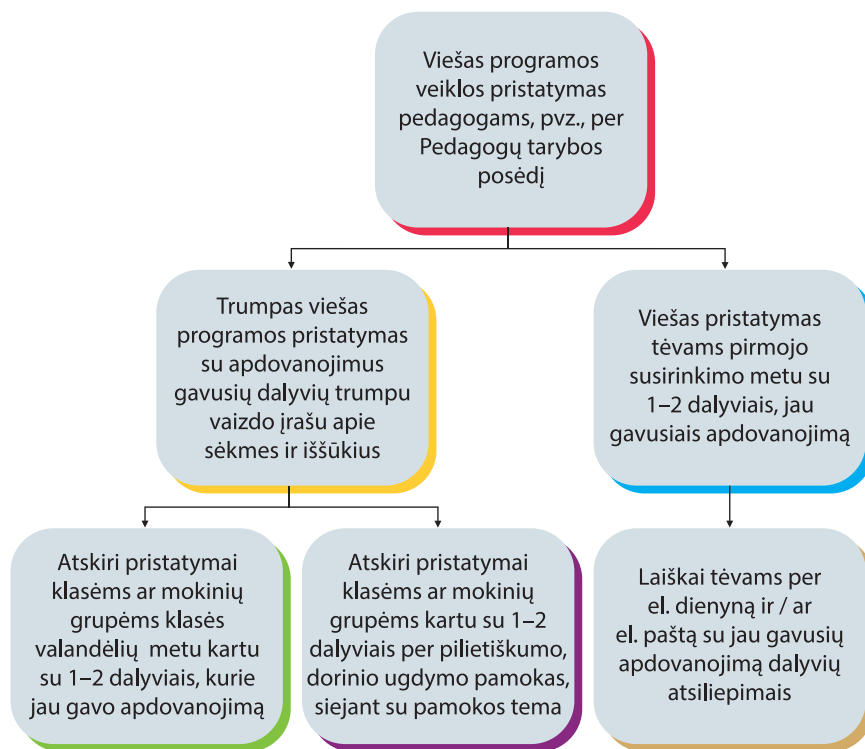 Viešas programos
veiklos pristatymas
pedagogams, pvz., per
Pedagogų tarybos
posėdį
Trumpas viešas
programos pristatymas
su apdovanojimus
gavusių dalyvių trumpu
vaizdo įrašu apie
sėkmes ir iššūkius
Viešas pristatymas
tėvams pirmojo
susirinkimo metu su
1–2 dalyviais, jau
gavusiais apdovanojimą
Atskiri pristatymai
klasėms ar mokinių
grupėms klasės
valandėlių metu kartu
su 1–2 dalyviais, kurie
jau gavo apdovanojimą
Atskiri pristatymai
klasėms ar mokinių
grupėms kartu su 1–2
dalyviais per pilietiškumo,
dorinio ugdymo pamokas,
siejant su pamokos tema
Laiškai tėvams per
el. dienyną ir / ar
el. paštą su jau gavusių
apdovanojimą dalyvių
atsiliepimais